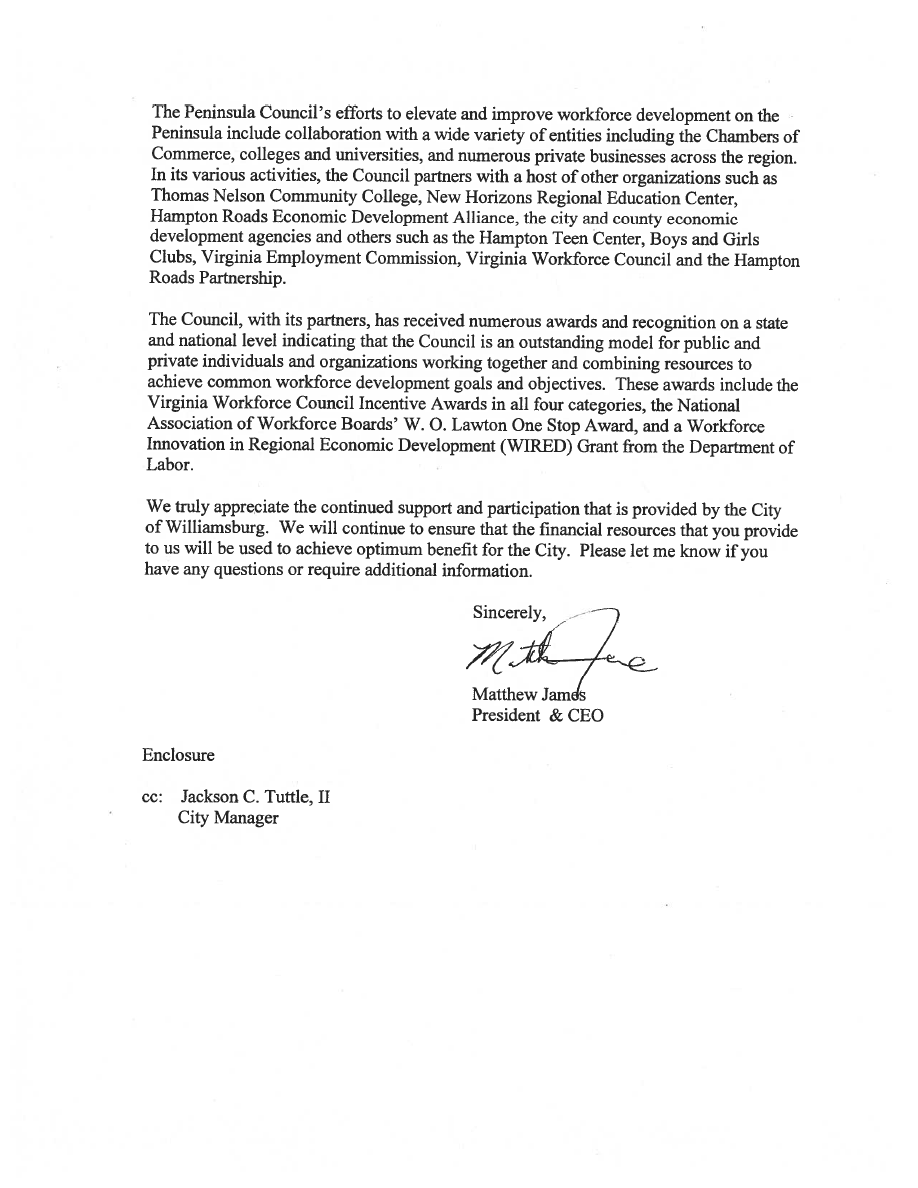 The Peninsula Council's efforts to elevate and improve workforce development on the
Peninsula include collaboration with a wide variety of entities including the Chambers of
Commerce, colleges and universities, and numerous private businesses across the region.
In its various activities, the Council partners with a host of other organizations such as
Thomas Nelson Community College, New Horizons Regional Education Center,
Hampton Roads Economic Development Alliance, the city and county economic
development agencies and others such as the Hampton Teen Center, Boys and Girls
Clubs, Virginia Employment Commission, Virginia Workforce Council and the Hampton
Roads Partnership.
The Council, with its partners, has received numerous awards and recognition on a state
and national level indicating that the Council is an outstanding model for public and
private individuals and organizations working together and combining resources to
achieve common workforce development goals and objectives. These awards include the
Virginia Workforce Council Incentive Awards in all four categories, the National
Association of Workforce Boards' W. O. Lawton One Stop Award, and a Workforce
Innovation in Regional Economic Development (WIRED) Grant from the Department of
Labor.
We truly appreciate the continued support and participation that is provided by the City
of Williamsburg. We will continue to ensure that the financial resources that you provide
to us will be used to achieve optimum benefit for the City. Please let me know if you
have any questions or require additional information.
Sincerely,
Matthew James
President & CEO
Enclosure
cc: Jackson C. Tuttle, II
City Manager